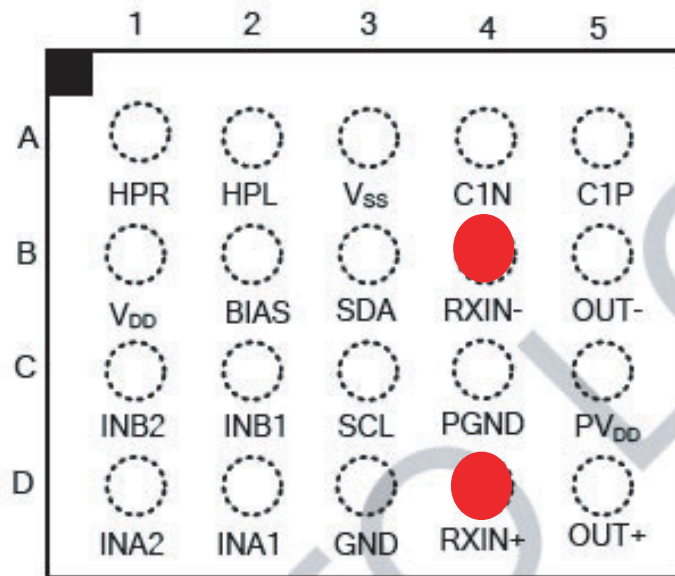 1 2 3 4 5
A
HPR HPL VSS C1N C1P
B
VDD BIAS SDA RXIN- OUT-
C
INB2 INB1 SCL PGND PVDD
D
INA2 INA1 GND RXIN+ OUT+